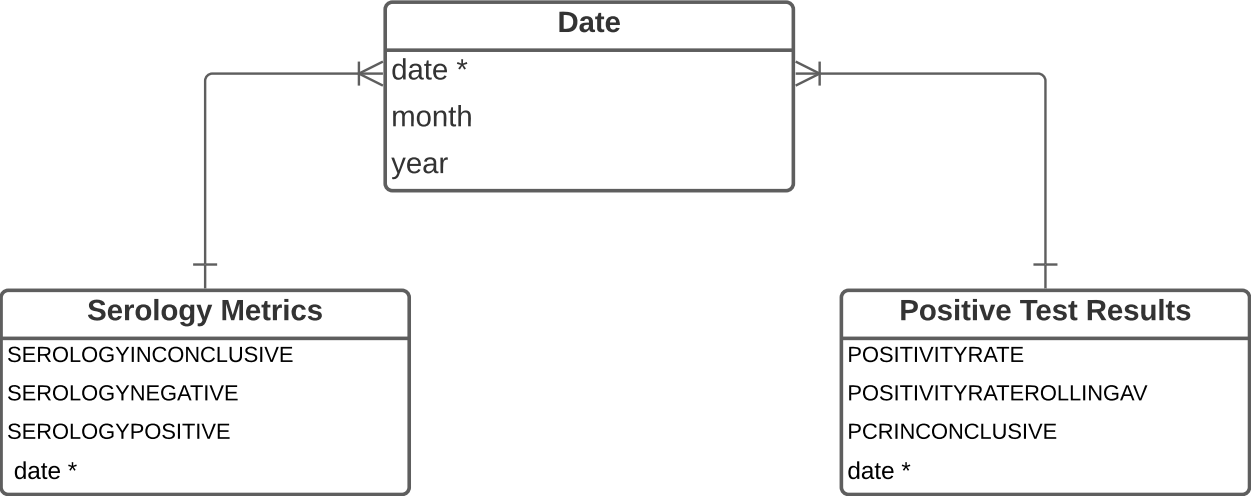 Date
date *
month
year
Serology Metrics
SEROLOGYINCONCLUSIVE
SEROLOGYNEGATIVE
SEROLOGYPOSITIVE
date *
Positive Test Results
POSITIVITYRATE
POSITIVITYRATEROLLINGAV
PCRINCONCLUSIVE
date *